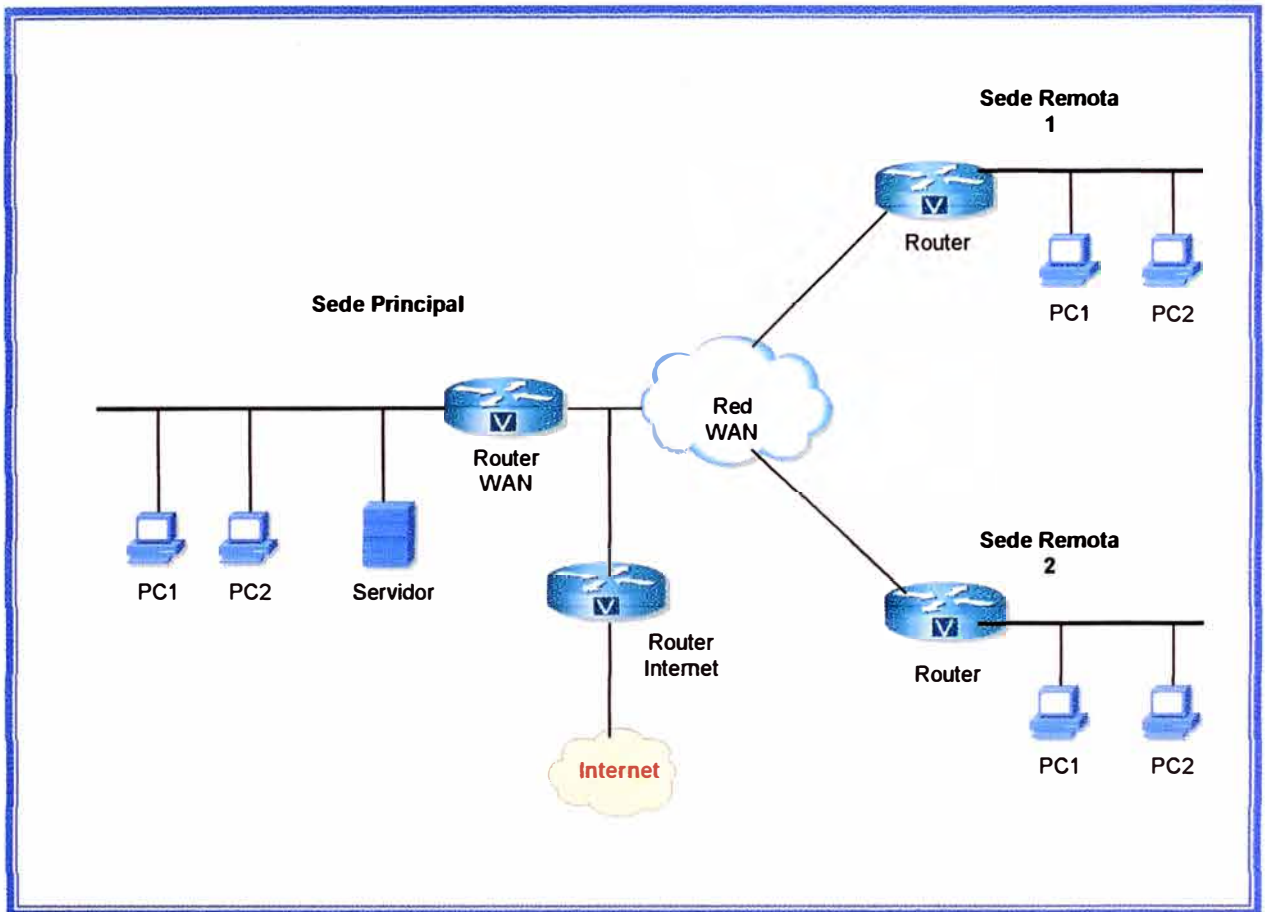 Sede Remota
1
V
Router
PC1
PC2
Sede Principal
V
Router
WAN
Red
WAN
PC1
PC2
Servidor
V
Router
Internet
Internet
Sede Remota
2
V
Router
PC1
PC2